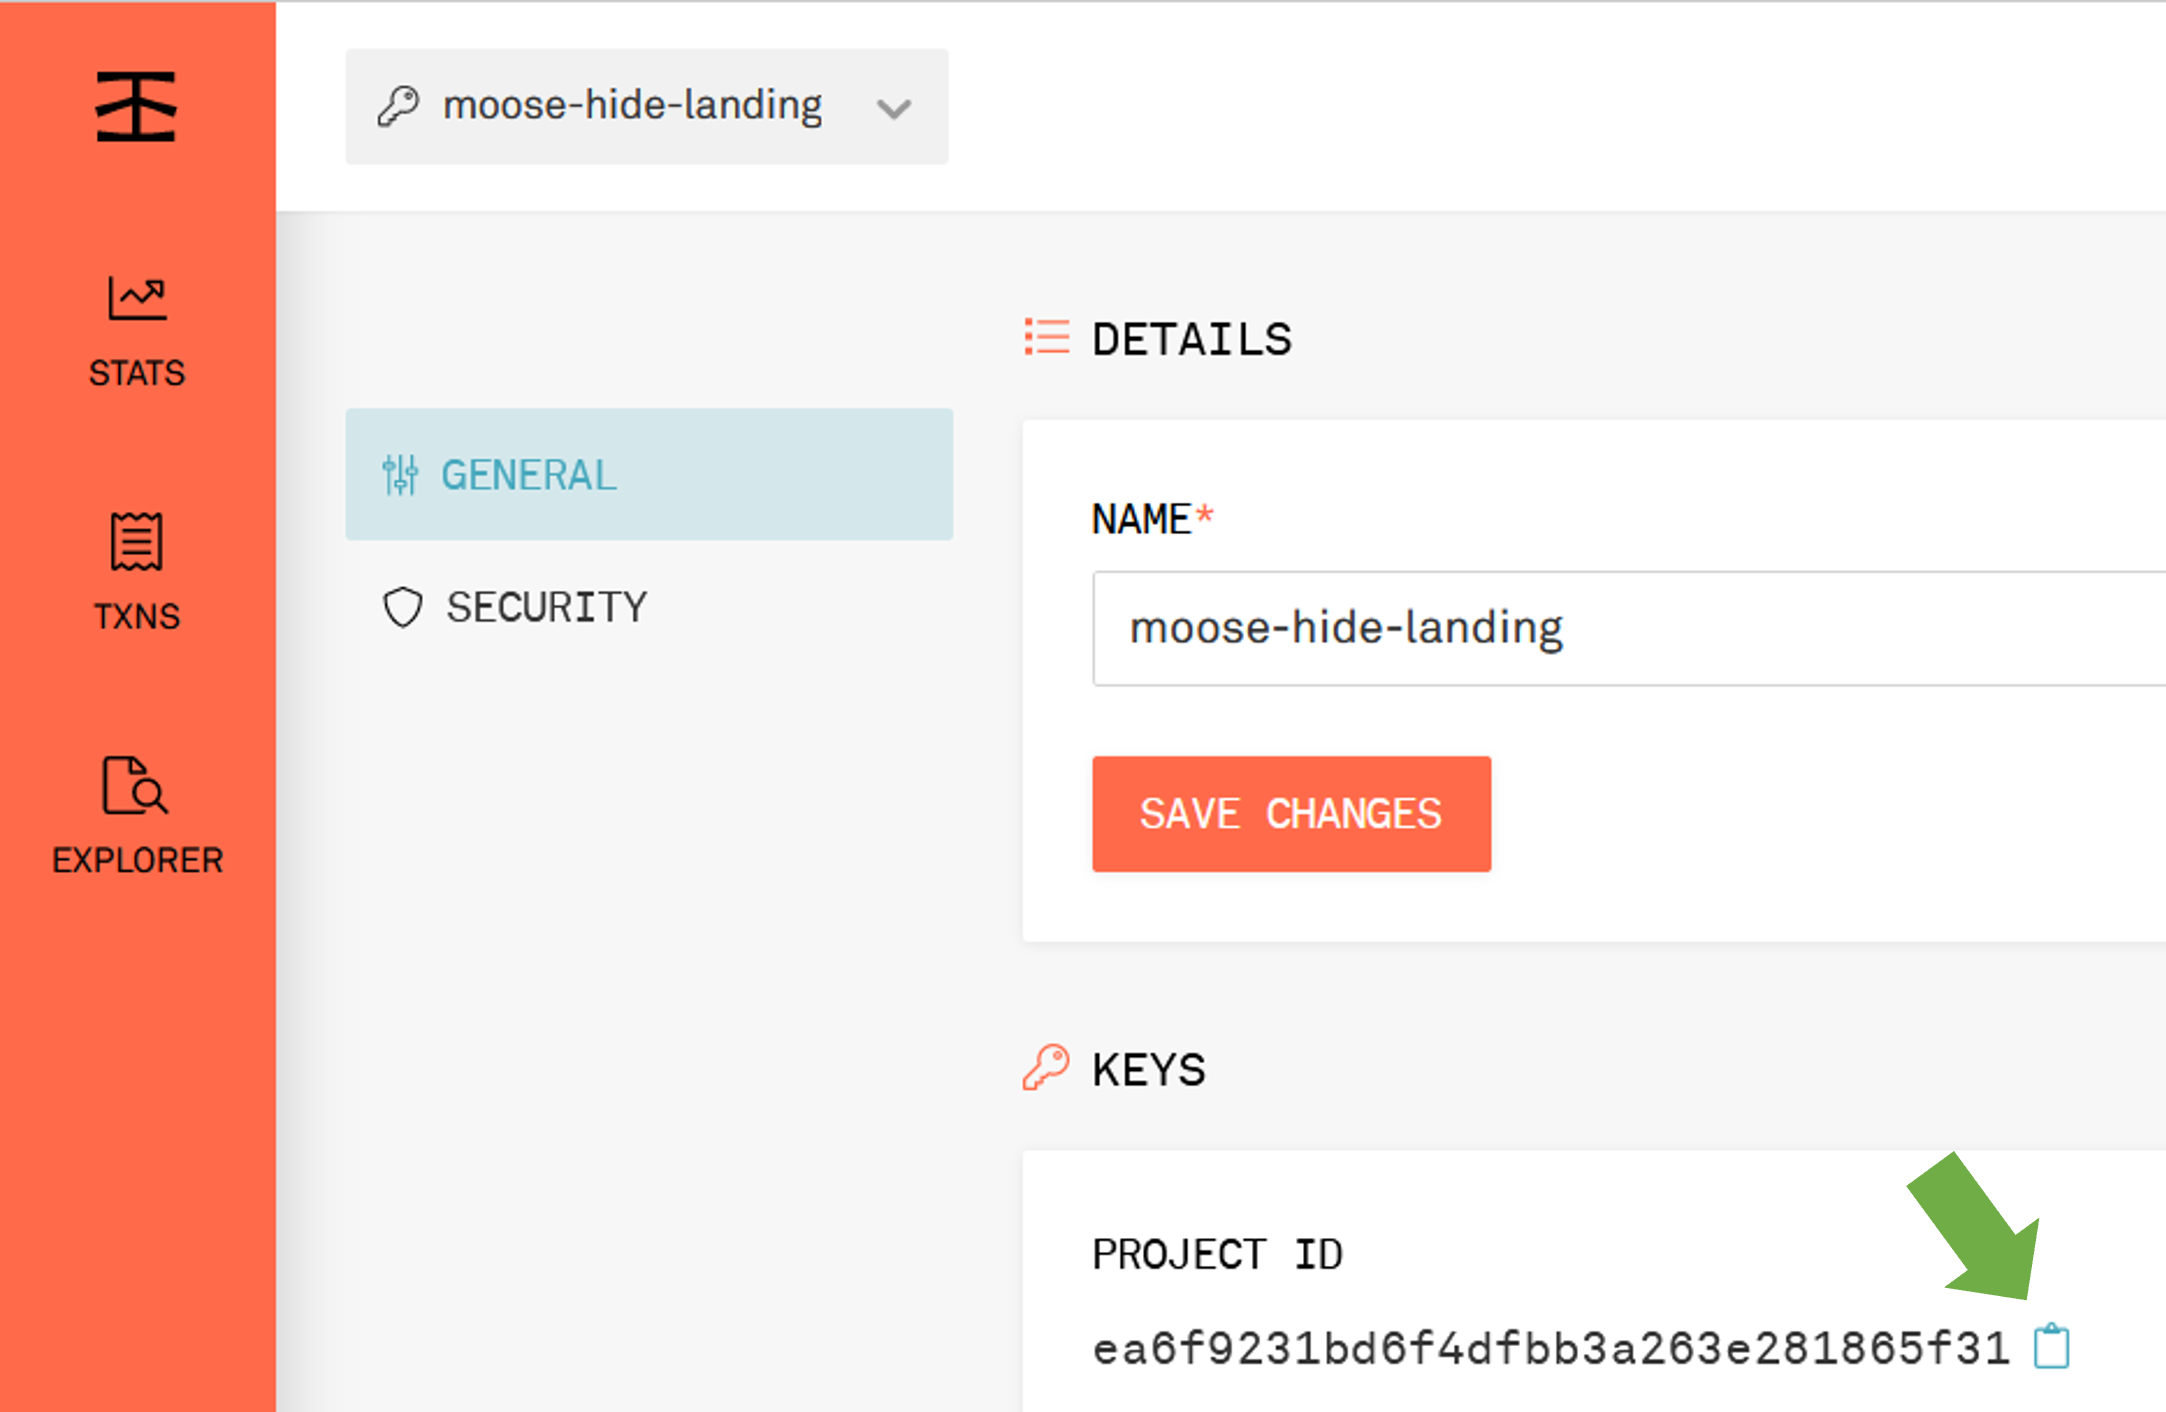 moose-hide-landing
STATS
TXNS
EXPLORER
GENERAL
SECURITY
DETAILS
NAME*
moose-hide-landing
SAVE CHANGES
KEYS
PROJECT ID
ea6f9231bd6f4dfbb3a263e281865f31